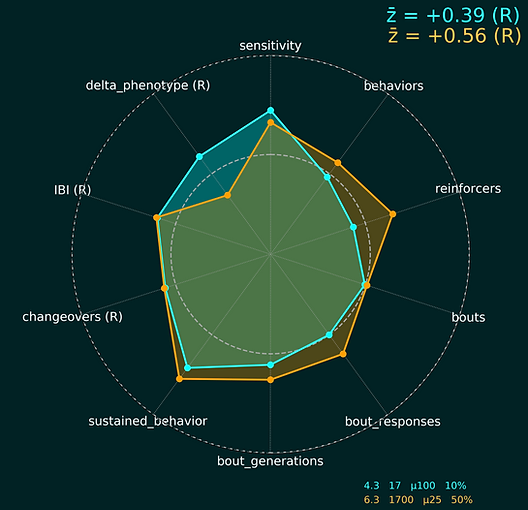 z̄ = +0.39 (R)
z̄ = +0.56 (R)
sensitivity
delta_phenotype (R)
behaviors
IBI (R)
reinforcers
changeovers (R)
bouts
sustained_behavior
bout_responses
bout_generations
4.3 17 μ100 10%
6.3 1700 μ25 50%